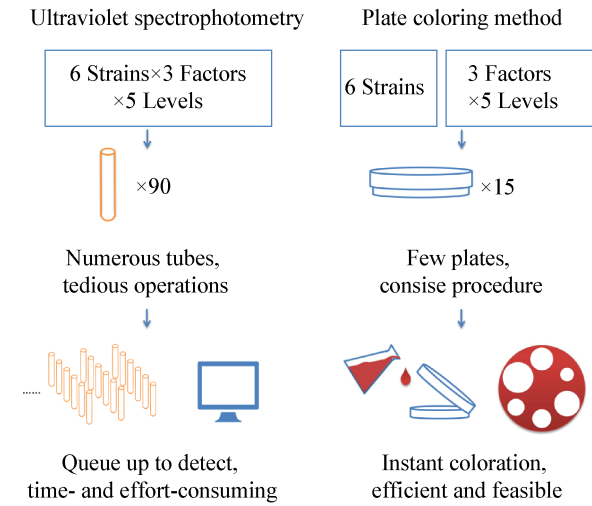 Ultraviolet spectrophotometry
6 Strains×3 Factors
×5 Levels
×90
Numerous tubes,
tedious operations
......
Queue up to detect,
time- and effort-consuming
Plate coloring method
6 Strains
3 Factors
×5 Levels
×15
Few plates,
consise procedure
Instant coloration,
efficient and feasible